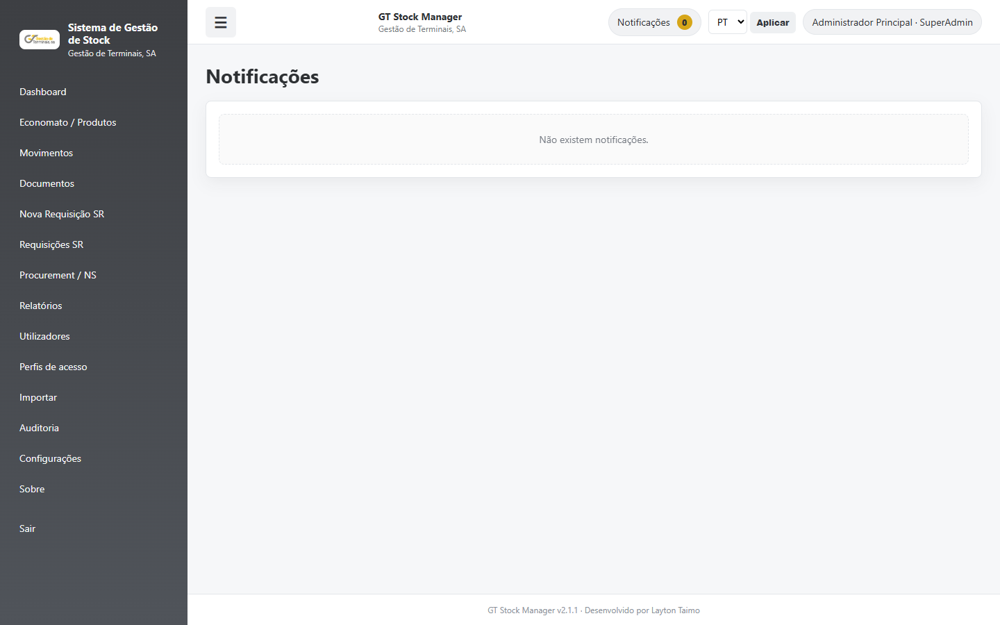 Sistema de Gestão
de Stock
Gestão de Terminais, SA
Dashboard
Economato / Produtos
Movimentos
Documentos
Nova Requisição SR
Requisições SR
Procurement / NS
Relatórios
Utilizadores
Perfis de acesso
Importar
Auditoria
Configurações
Sobre
Sair
GT Stock Manager
Gestão de Terminais, SA
Notificações 0
PT
Aplicar
Administrador Principal · SuperAdmin
Notificações
Não existem notificações.
GT Stock Manager v2.1.1 · Desenvolvido por Layton Taimo